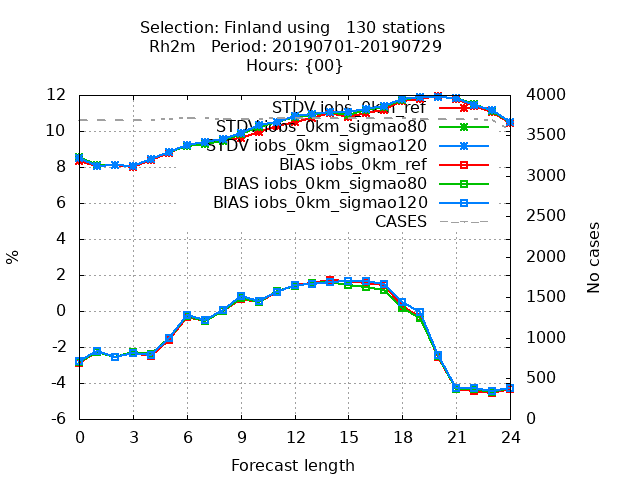 Selection: Finland using   130 stations
Rh2m   Period: 20190701-20190729
Hours: {00}
STDV iobs_0km_ref
STDV iobs_0km_sigmao80
STDV iobs_0km_sigmao120
BIAS iobs_0km_ref
BIAS iobs_0km_sigmao80
BIAS iobs_0km_sigmao120
CASES
12
10
8
6
4
2
0
-2
-4
-6
%
4000
3500
3000
2500
2000
1500
1000
500
0
No cases
0 3 6 9 12 15 18 21 24
Forecast length